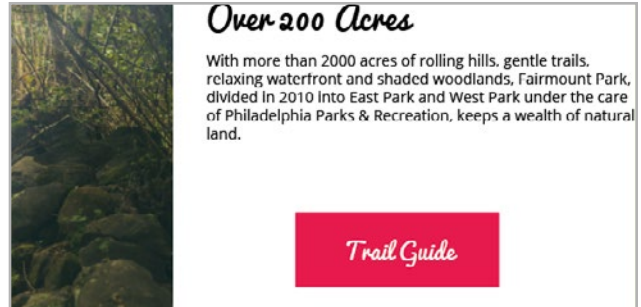 Over 200 Acres
With more than 2000 acres of rolling hills, gentle trails,
relaxing waterfront and shaded woodlands, Fairmount Park,
divided in 2010 into East Park and West Park under the care
of Philadelphia Parks & Recreation, keeps a wealth of natural
land.
Trail Guide